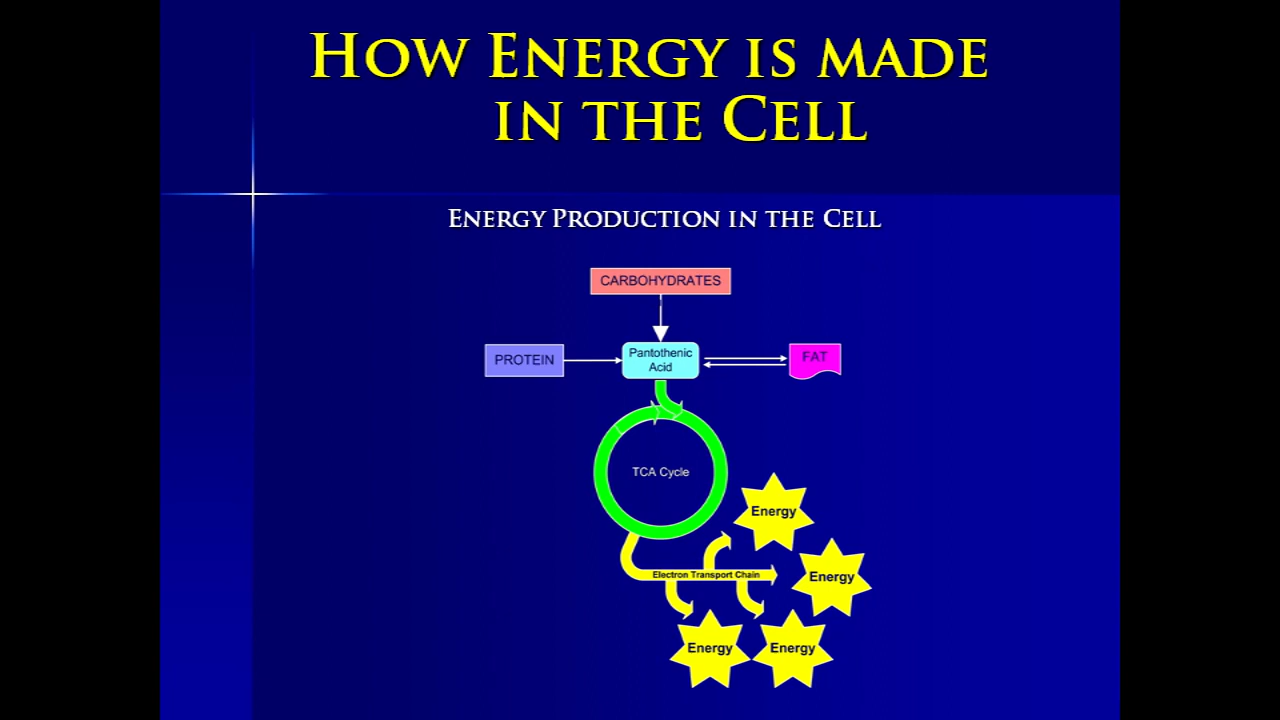 HOW ENERGY IS MADE
IN THE CELL
ENERGY PRODUCTION IN THE CELL
CARBOHYDRATES
PROTEIN
Pantothenic
Acid
FAT
TCA Cycle
Energy
Electron Transport Chain
Energy
Energy
Energy